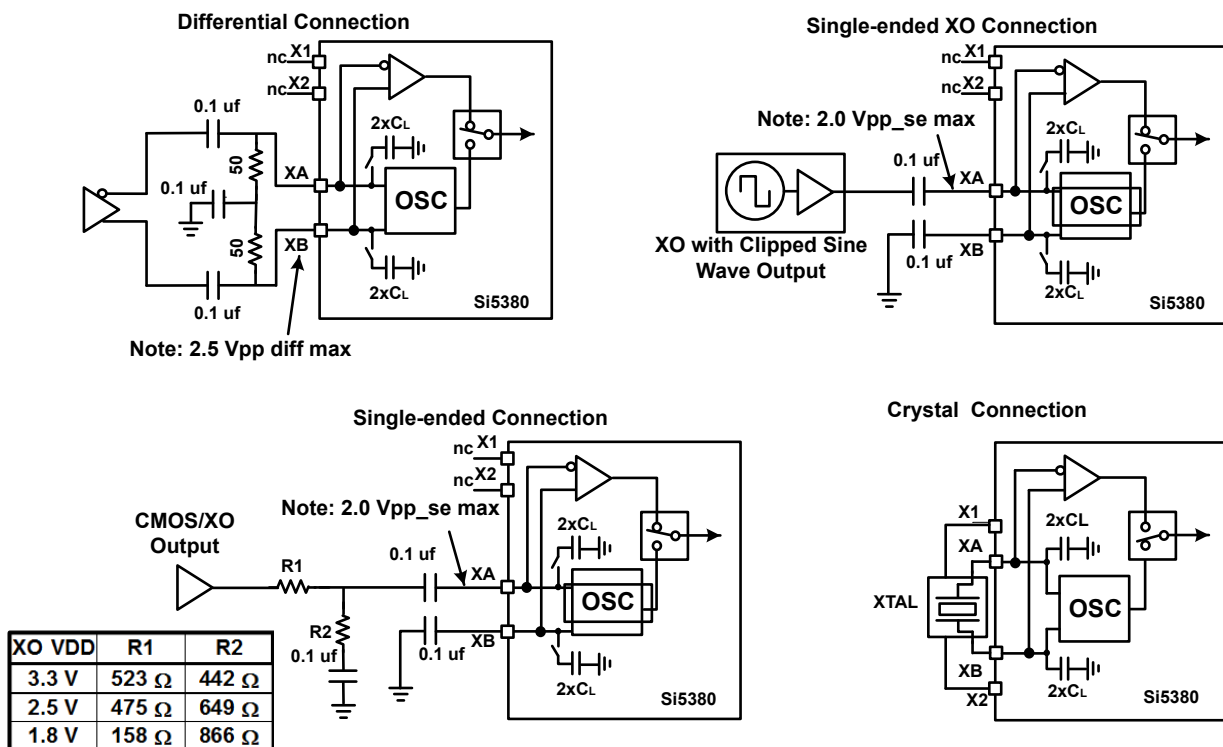 Differential Connection
nc X1
nc X2
0.1 uf
2xCL
50
XA
0.1 uf
OSC
50
XB
2xCL
0.1 uf
Si5380
Note: 2.5 Vpp diff max
Single-ended XO Connection
nc X1
nc X2
Note: 2.0 Vpp_se max
2xCL
0.1 uf
XA
OSC
XO with Clipped Sine
Wave Output
0.1 uf
XB
2xCL
Si5380
Single-ended Connection
nc X1
nc X2
Note: 2.0 Vpp_se max
CMOS/XO
Output
2xCL
0.1 uf
R1
XA
OSC
R2
0.1 uf
0.1 uf
XB
2xCL
Si5380
XO VDD R1 R2
3.3 V 523 Ω 442 Ω
2.5 V 475 Ω 649 Ω
1.8 V 158 Ω 866 Ω
Crystal Connection
X1
2xCL
XA
XTAL
OSC
XB
2xCL
X2
Si5380